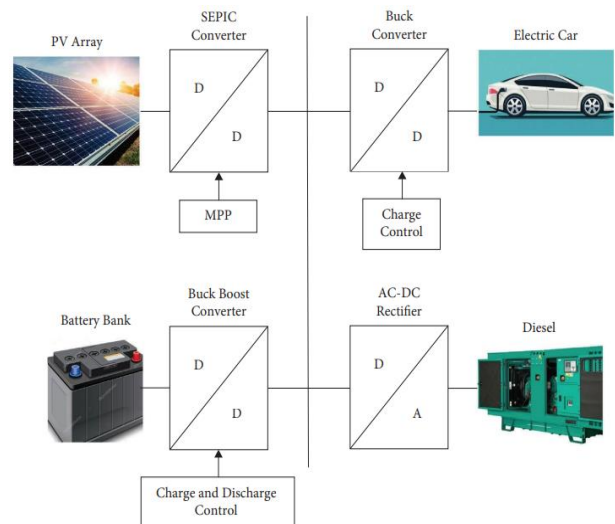 SEPIC
Converter
Buck
Converter
PV Array
Electric Car
D
D
D
D
MPP
Charge
Control
Buck Boost
Converter
AC-DC
Rectifier
Battery Bank
Diesel
D
D
D
A
Charge and Discharge
Control